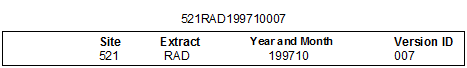 521RAD199710007
Site Extract Year and Month Version ID
521 RAD 199710 007